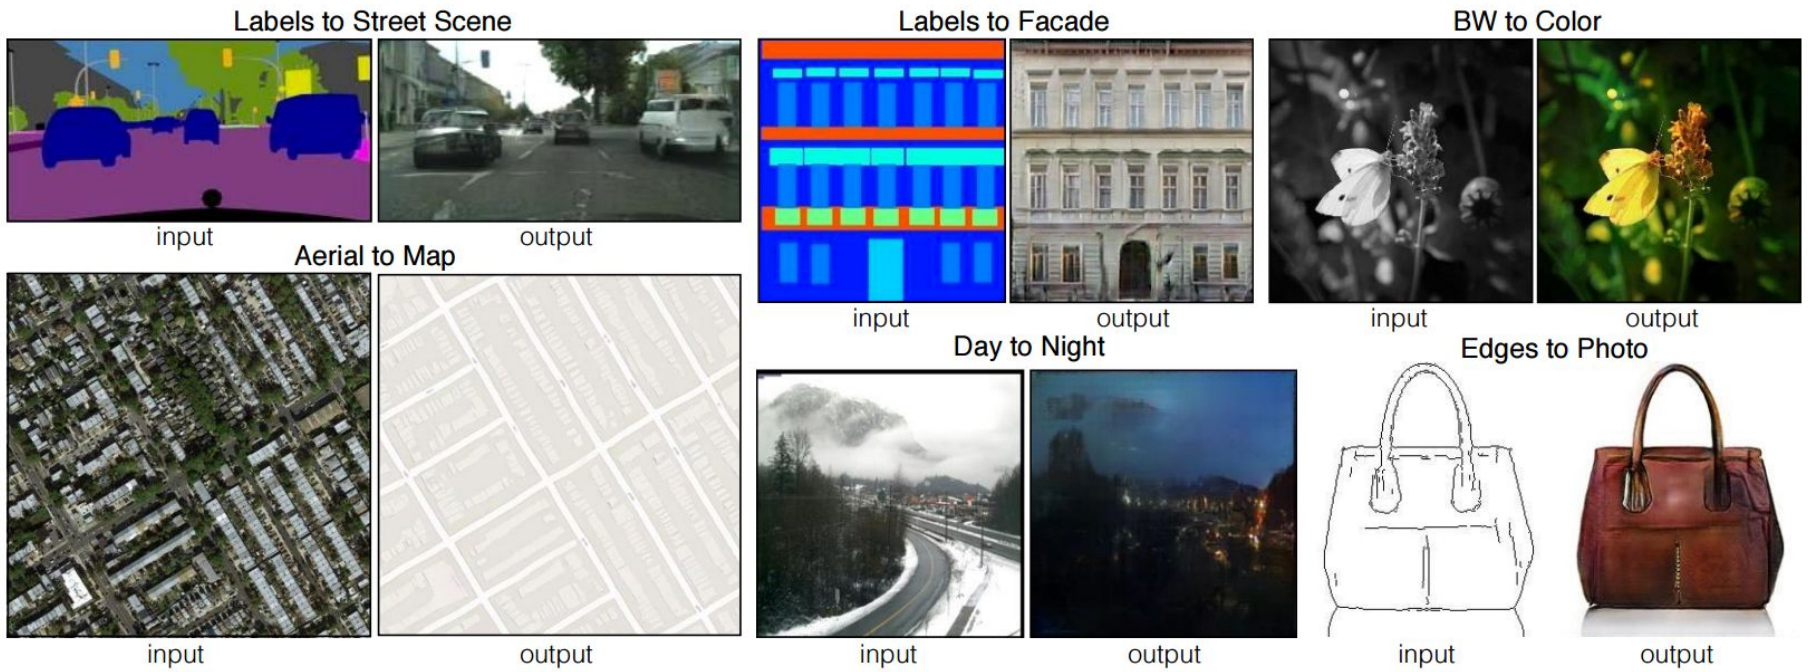 Labels to Street Scene
input
output
Aerial to Map
input
output
Labels to Facade
input
output
BW to Color
input
output
Day to Night
input
output
Edges to Photo
input
output